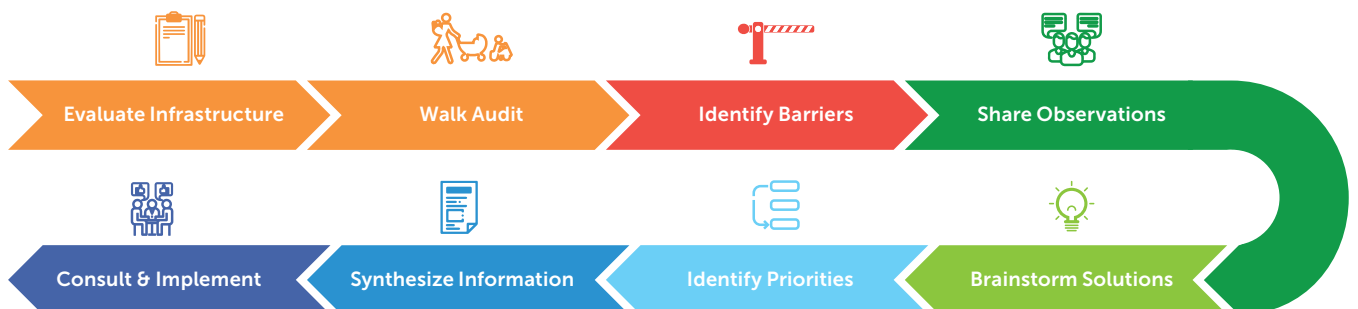 Evaluate Infrastructure
Walk Audit
Identify Barriers
Share Observations
Brainstorm Solutions
Identify Priorities
Synthesize Information
Consult & Implement